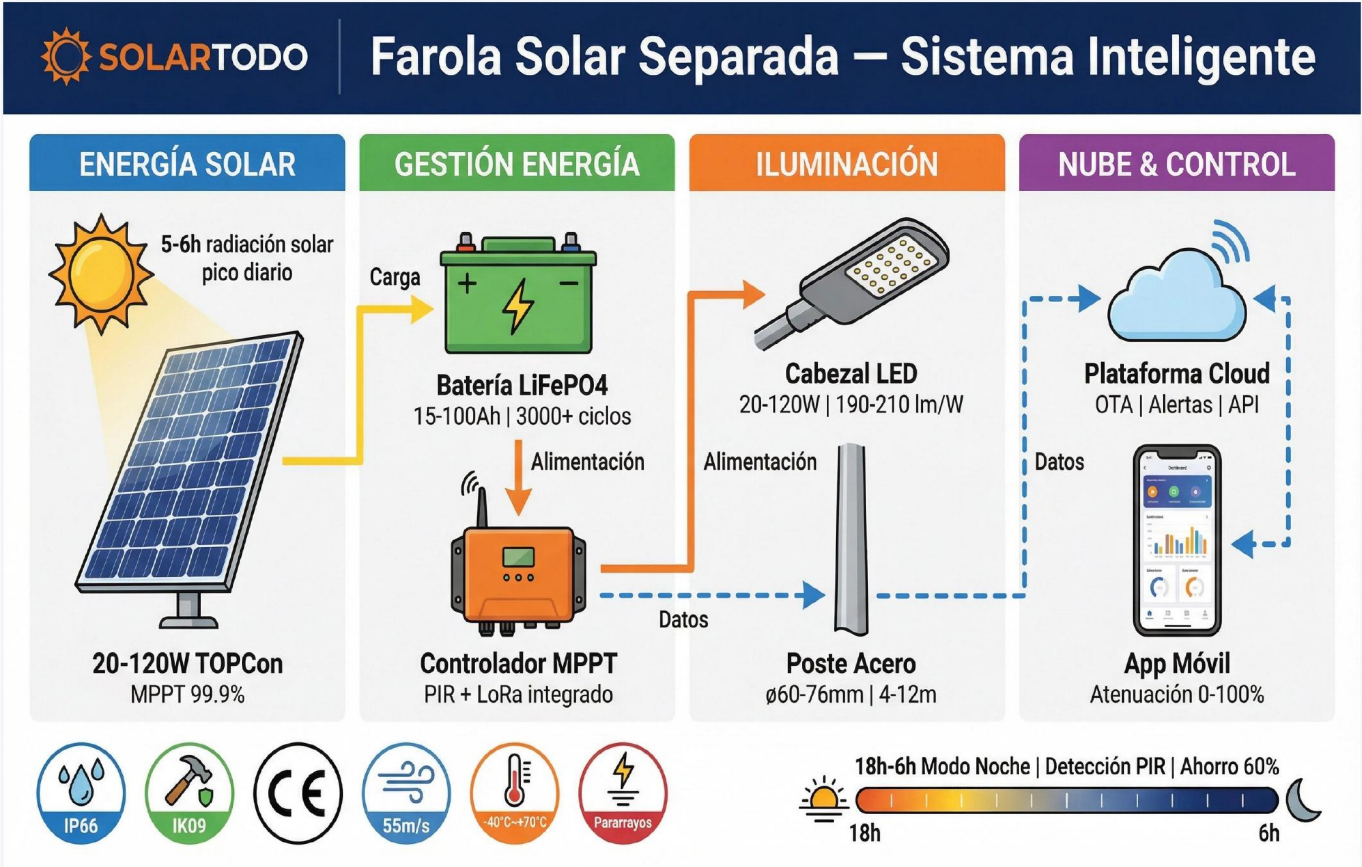 SOLARTODO
Farola Solar Separada — Sistema Inteligente
ENERGÍA SOLAR
5-6h radiación solar
pico diario
20-120W TOPCon
MPPT 99.9%
GESTIÓN ENERGÍA
Carga
+ −
Batería LiFePO4
15-100Ah | 3000+ ciclos
Alimentación
Controlador MPPT
PIR + LoRa integrado
Datos
ILUMINACIÓN
Cabezal LED
20-120W | 190-210 lm/W
Alimentación
Poste Acero
ø60-76mm | 4-12m
NUBE & CONTROL
Plataforma Cloud
OTA | Alertas | API
Datos
Dashboard
App Móvil
Atenuación 0-100%
IP66
IK09
CE
55m/s
-40°C~+70°C
Pararrayos
18h-6h Modo Noche | Detección PIR | Ahorro 60%
18h
6h